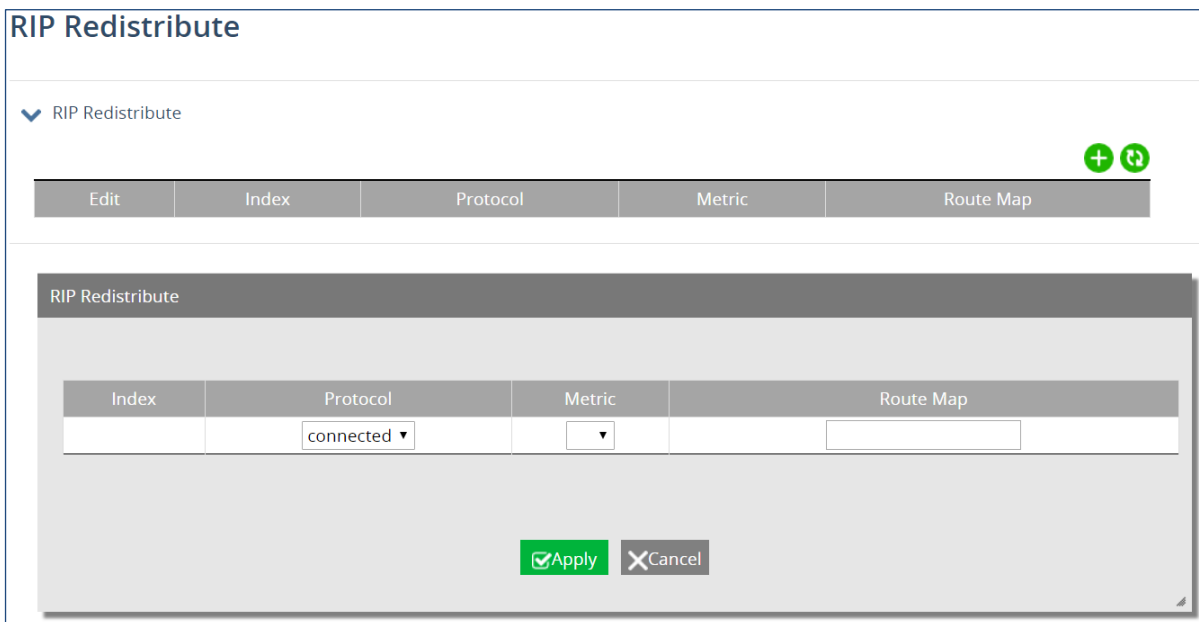 RIP Redistribute
RIP Redistribute
Edit Index Protocol Metric Route Map
RIP Redistribute
Index Protocol Metric Route Map
connected
Apply Cancel